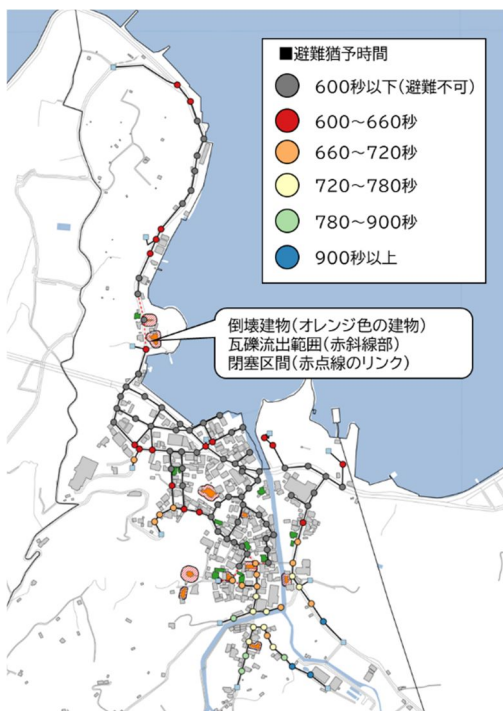 ■避難猶予時間
600秒以下(避難不可)
600～660秒
660～720秒
720～780秒
780～900秒
900秒以上
倒壊建物(オレンジ色の建物)
瓦礫流出範囲(赤斜線部)
閉塞区間(赤点線のリンク)